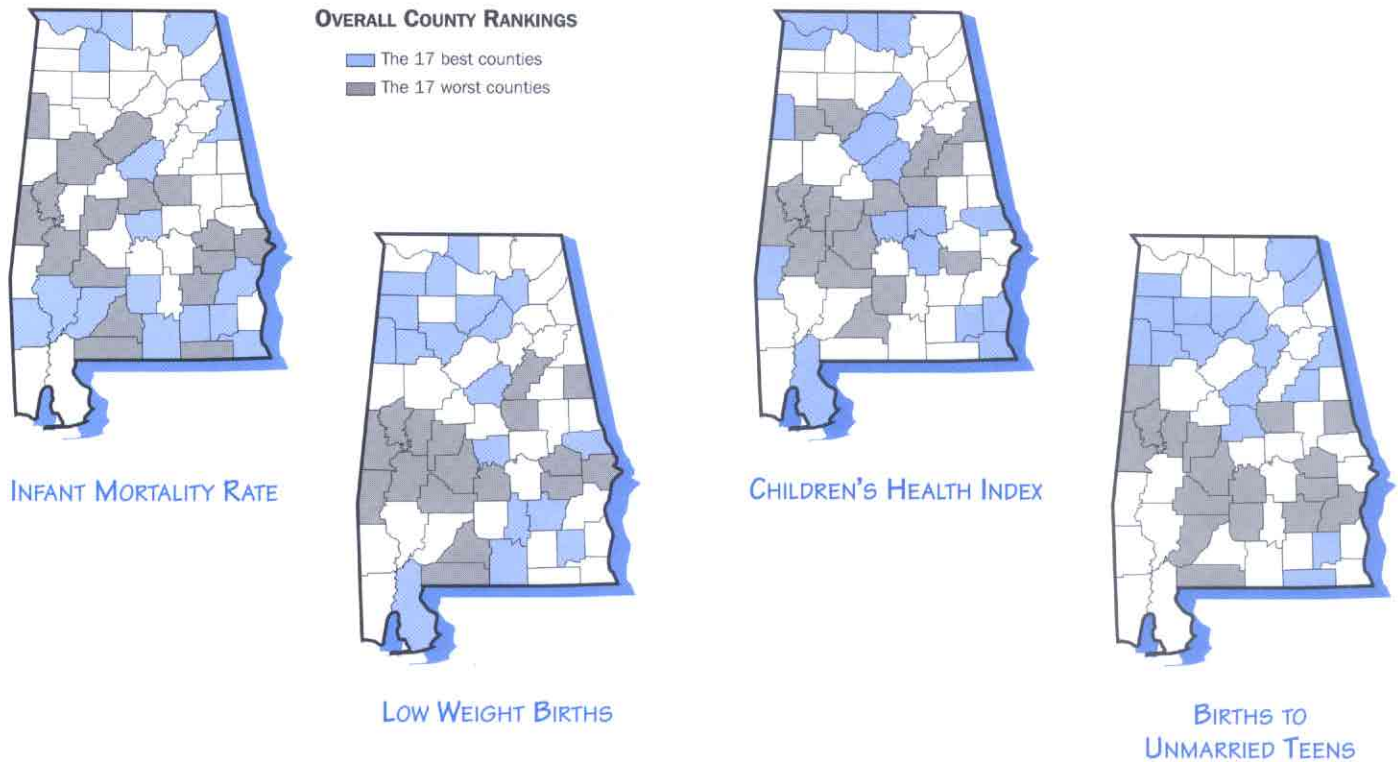 OVERALL COUNTY RANKINGS
The 17 best counties
The 17 worst counties
INFANT MORTALITY RATE
CHILDREN'S HEALTH INDEX
LOW WEIGHT BIRTHS
BIRTHS TO
UNMARRIED TEENS